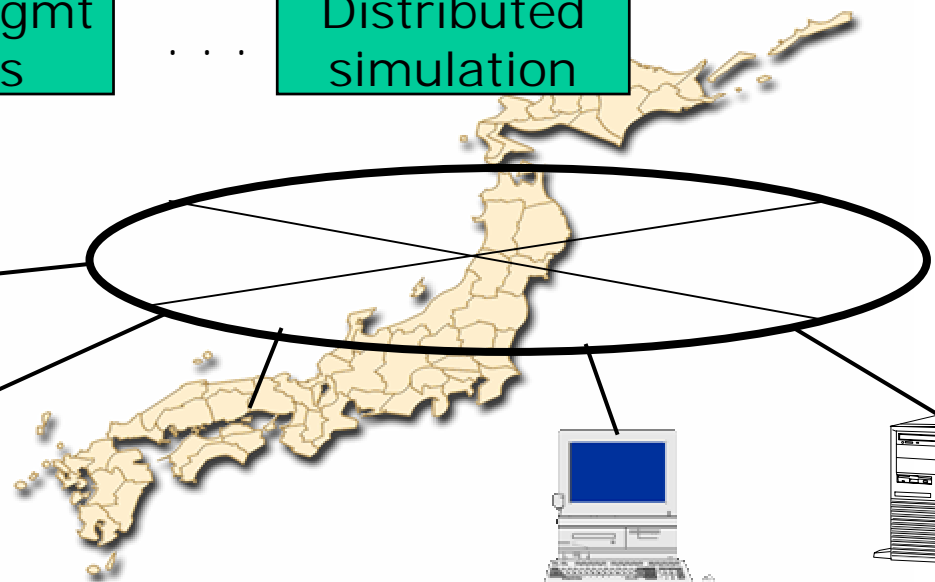 gmt
s
. . .
Distributed
simulation